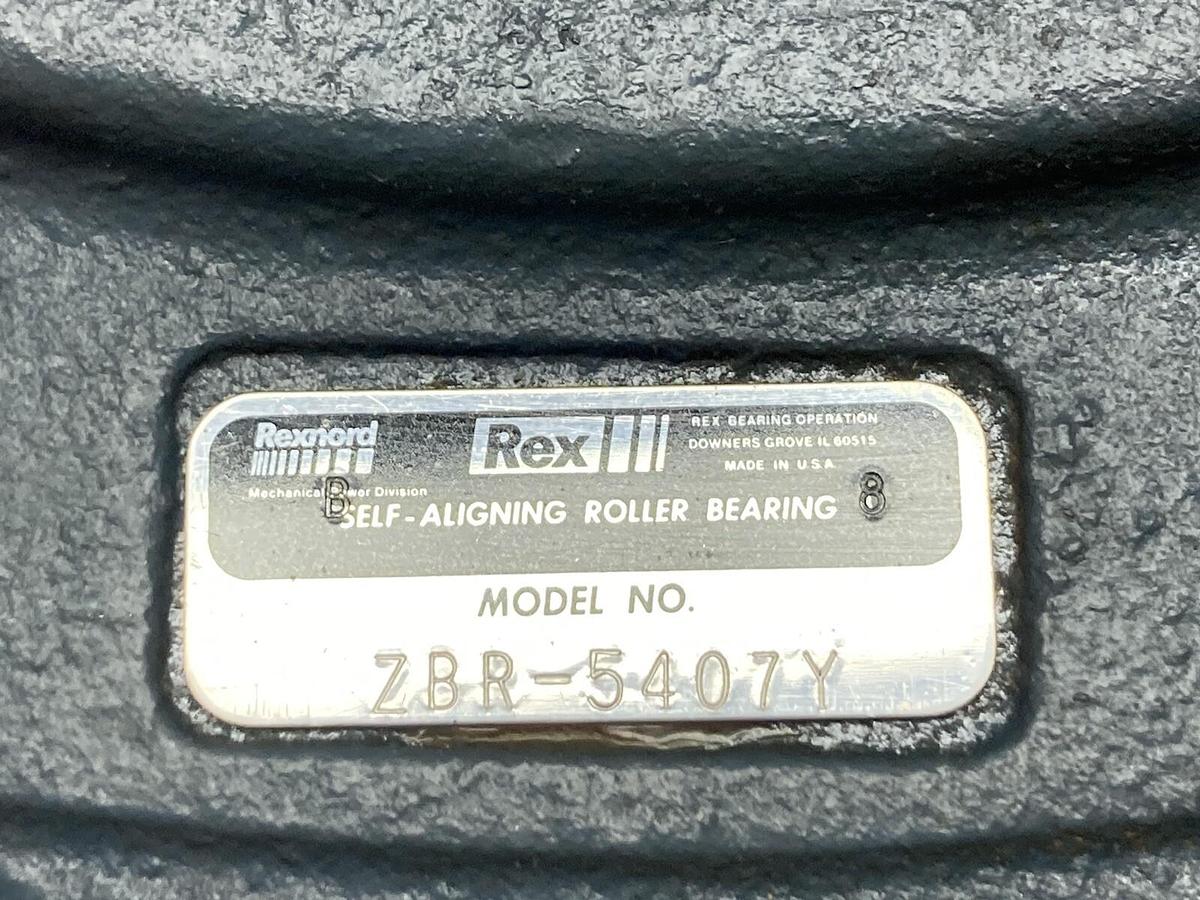 Rexnord
Mechanical Power Division
Rex
REX BEARING OPERATION
DOWNERS GROVE IL 60515
MADE IN U.S.A.
B
8
SELF-ALIGNING ROLLER BEARING
MODEL NO.
ZBR-5407Y